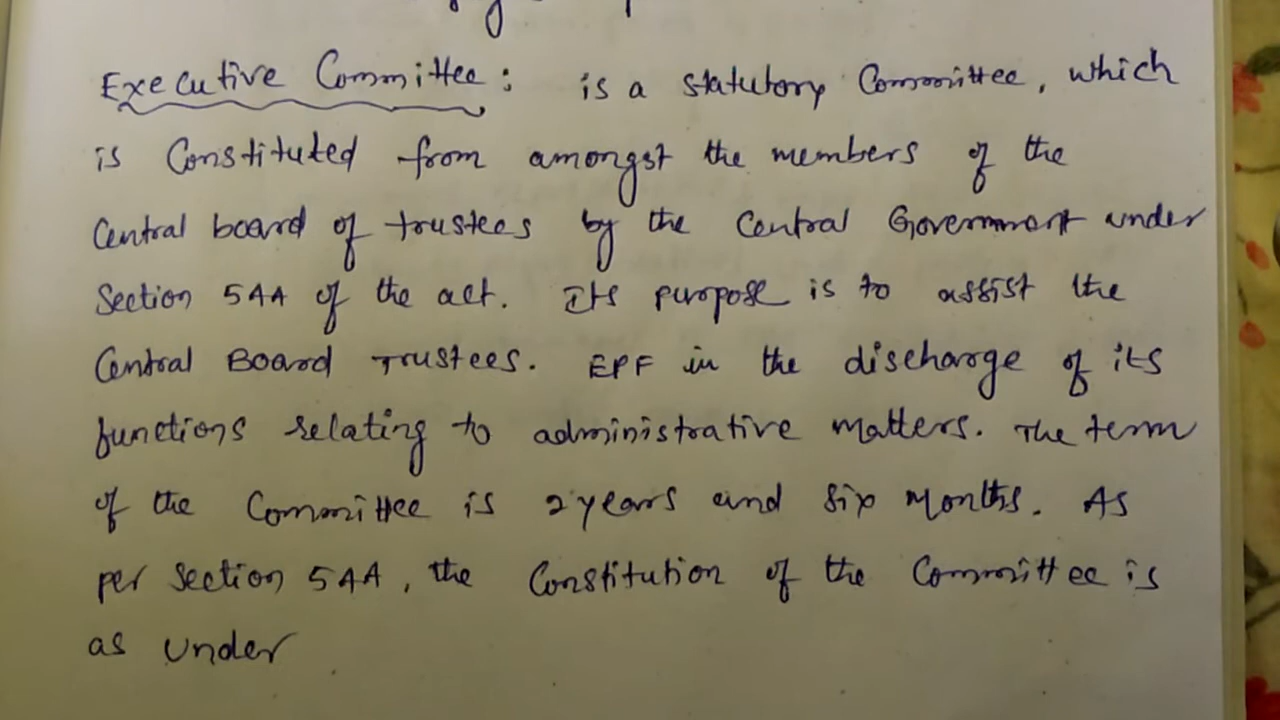 Executive Committee: is a statutory Committee, which
is Constituted from amongst the members of the
Central board of trustees by the Central Government under
Section 5AA of the act. Its purpose is to assist the
Central Board Trustees. EPF in the discharge of its
functions relating to administrative matters. The term
of the Committee is 2 years and six months. As
per section 5AA, the Constitution of the Committee is
as under